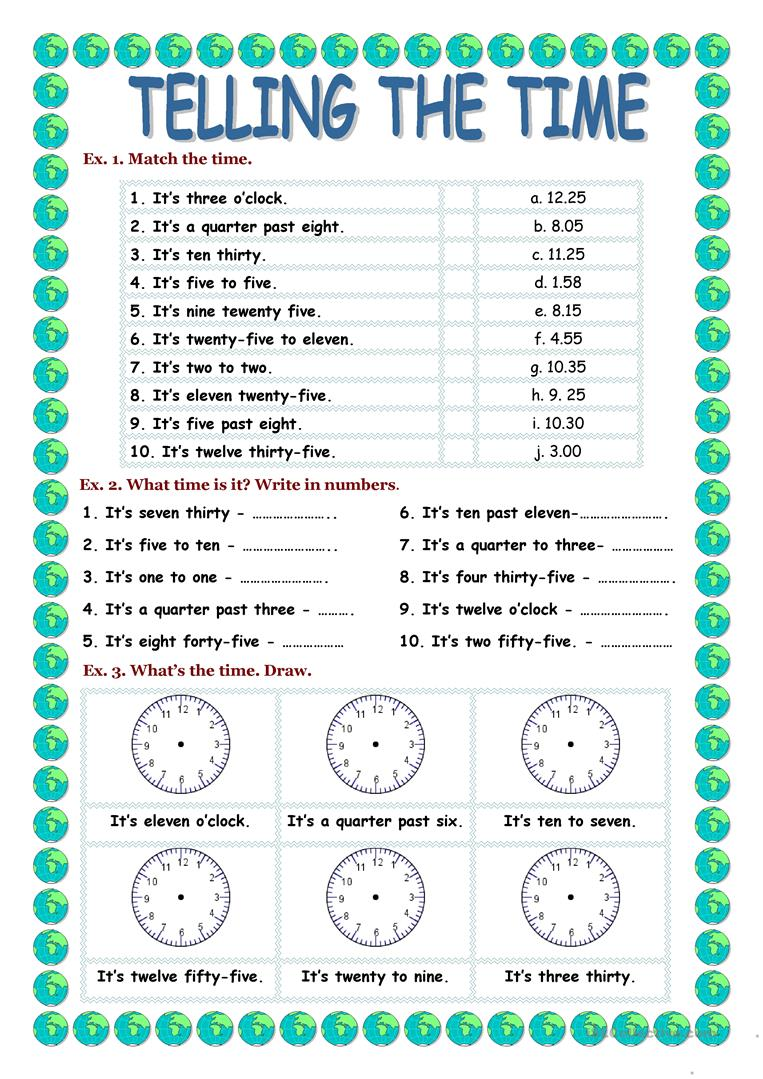 TELLING THE TIME
Ex. 1. Match the time.
1. It's three o'clock. a. 12.25
2. It's a quarter past eight. b. 8.05
3. It's ten thirty. c. 11.25
4. It's five to five. d. 1.58
5. It's nine tewenty five. e. 8.15
6. It's twenty-five to eleven. f. 4.55
7. It's two to two. g. 10.35
8. It's eleven twenty-five. h. 9. 25
9. It's five past eight. i. 10.30
10. It's twelve thirty-five. j. 3.00
Ex. 2. What time is it? Write in numbers.
1. It's seven thirty - ………………….. 6. It's ten past eleven-………………….
2. It's five to ten - ………………….. 7. It's a quarter to three- ……………
3. It's one to one - …………………. 8. It's four thirty-five - ………………….
4. It's a quarter past three - ………. 9. It's twelve o'clock - ………………….
5. It's eight forty-five - ……………… 10. It's two fifty-five. - ………………
Ex. 3. What's the time. Draw.
12 1 2 3 4 5 6 7 8 9 10 11
12 1 2 3 4 5 6 7 8 9 10 11
12 1 2 3 4 5 6 7 8 9 10 11
It's eleven o'clock. It's a quarter past six. It's ten to seven.
12 1 2 3 4 5 6 7 8 9 10 11
12 1 2 3 4 5 6 7 8 9 10 11
12 1 2 3 4 5 6 7 8 9 10 11
It's twelve fifty-five. It's twenty to nine. It's three thirty.